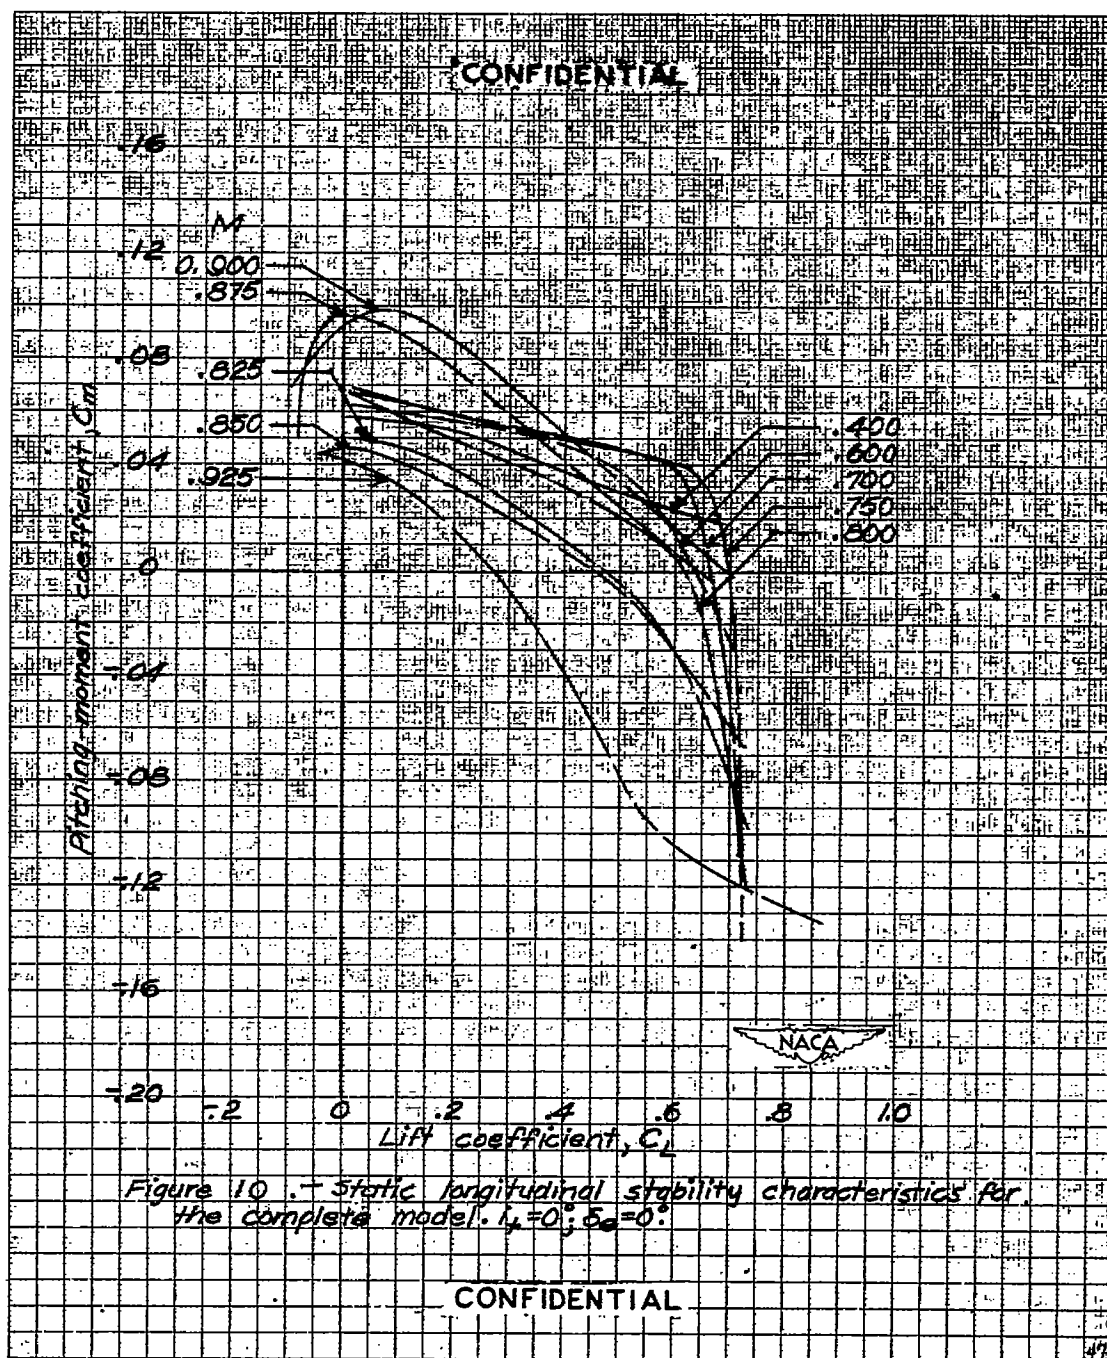 CONFIDENTIAL
.16
M
.12
0.900
.875
.08
.825
.850
.04
.925
.400
.600
.700
.750
.800
0
-.04
-.08
-.12
-.16
-.20
Pitching-moment coefficient, Cm
NACA
-.2 0 .2 .4 .6 .8 1.0
Lift coefficient, CL
Figure 10 .- Static longitudinal stability characteristics for
the complete model. it=0°; δe=0°.
CONFIDENTIAL
47